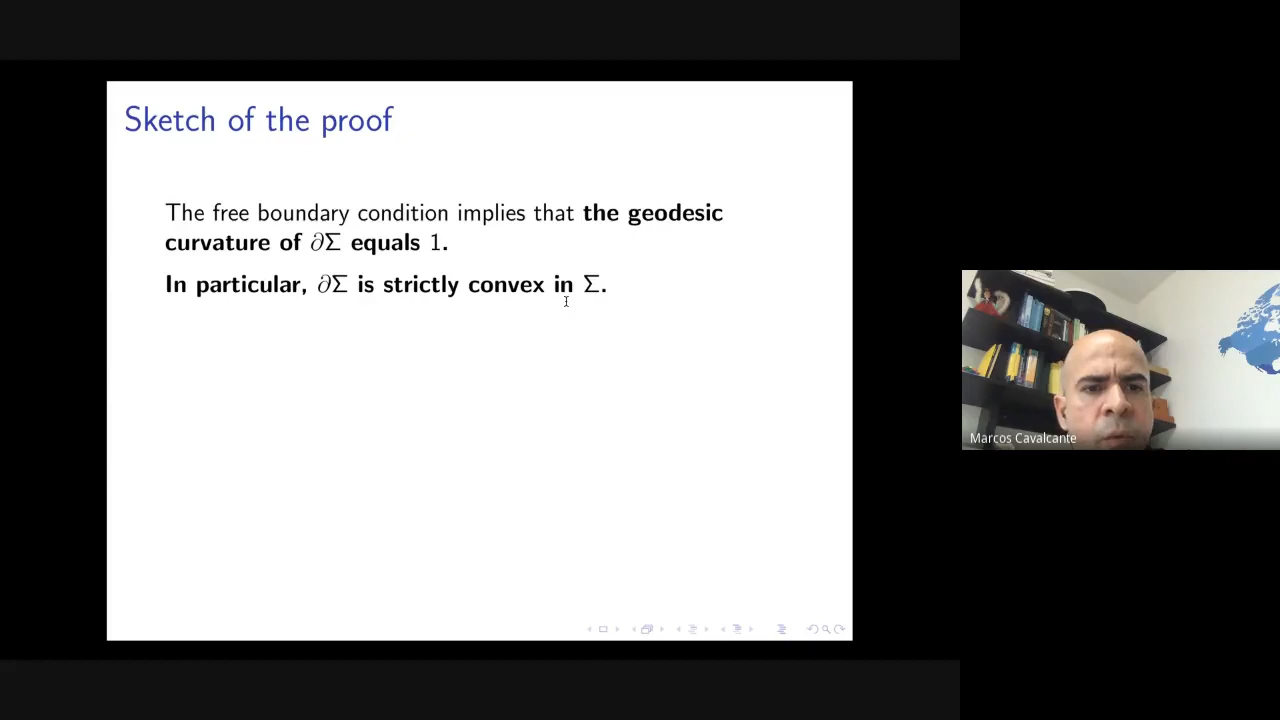 Sketch of the proof
The free boundary condition implies that the geodesic
curvature of ∂Σ equals 1.
In particular, ∂Σ is strictly convex in Σ.
Marcos Cavalcante